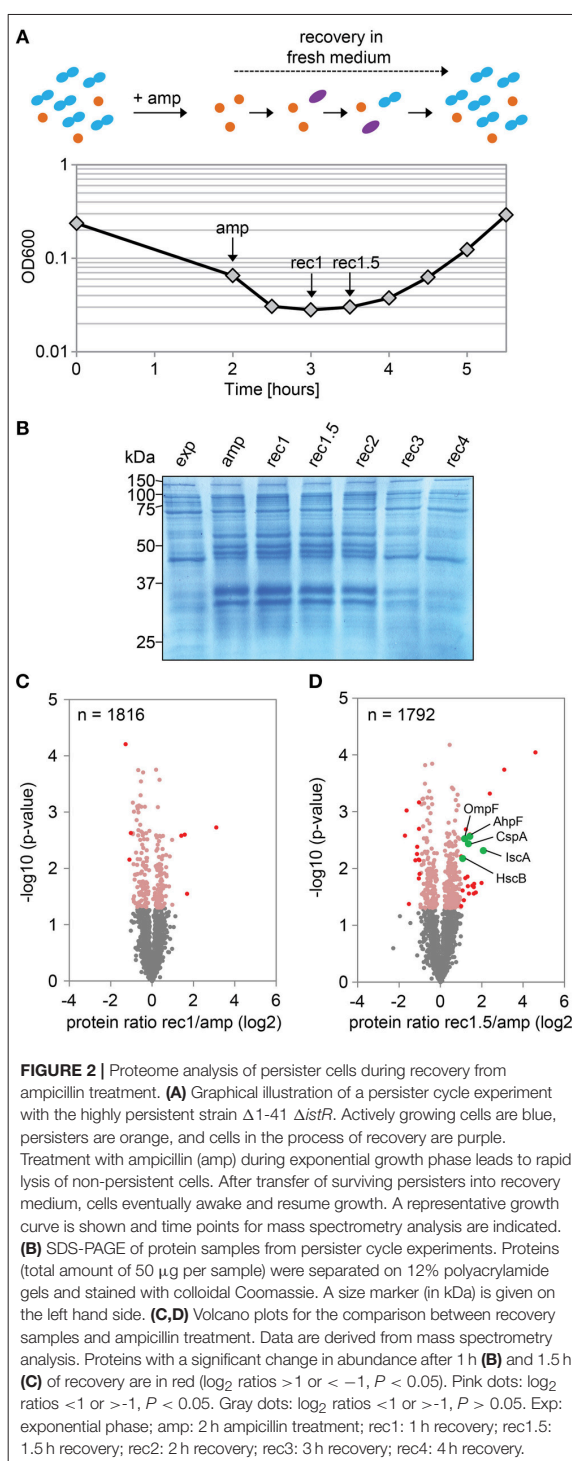 A
recovery in
fresh medium
+ amp
1
0.1
0.01
OD600
amp
rec1 rec1.5
0 1 2 3 4 5
Time [hours]
B
kDa exp amp rec1 rec1.5 rec2 rec3 rec4
150
100
75
50
37
25
C
n = 1816
5
4
3
2
1
0
-log10 (p-value)
-4 -2 0 2 4 6
protein ratio rec1/amp (log2)
D
n = 1792
5
4
3
2
1
0
-log10 (p-value)
OmpF
AhpF
CspA
IscA
HscB
-4 -2 0 2 4 6
protein ratio rec1.5/amp (log2
FIGURE 2 | Proteome analysis of persister cells during recovery from
ampicillin treatment. (A) Graphical illustration of a persister cycle experiment
with the highly persistent strain Δ1-41 ΔistR. Actively growing cells are blue,
persisters are orange, and cells in the process of recovery are purple.
Treatment with ampicillin (amp) during exponential growth phase leads to rapid
lysis of non-persistent cells. After transfer of surviving persisters into recovery
medium, cells eventually awake and resume growth. A representative growth
curve is shown and time points for mass spectrometry analysis are indicated.
(B) SDS-PAGE of protein samples from persister cycle experiments. Proteins
(total amount of 50 μg per sample) were separated on 12% polyacrylamide
gels and stained with colloidal Coomassie. A size marker (in kDa) is given on
the left hand side. (C,D) Volcano plots for the comparison between recovery
samples and ampicillin treatment. Data are derived from mass spectrometry
analysis. Proteins with a significant change in abundance after 1 h (B) and 1.5 h
(C) of recovery are in red (log2 ratios >1 or < −1, P < 0.05). Pink dots: log2
ratios <1 or >-1, P < 0.05. Gray dots: log2 ratios <1 or >-1, P > 0.05. Exp:
exponential phase; amp: 2 h ampicillin treatment; rec1: 1 h recovery; rec1.5:
1.5 h recovery; rec2: 2 h recovery; rec3: 3 h recovery; rec4: 4 h recovery.